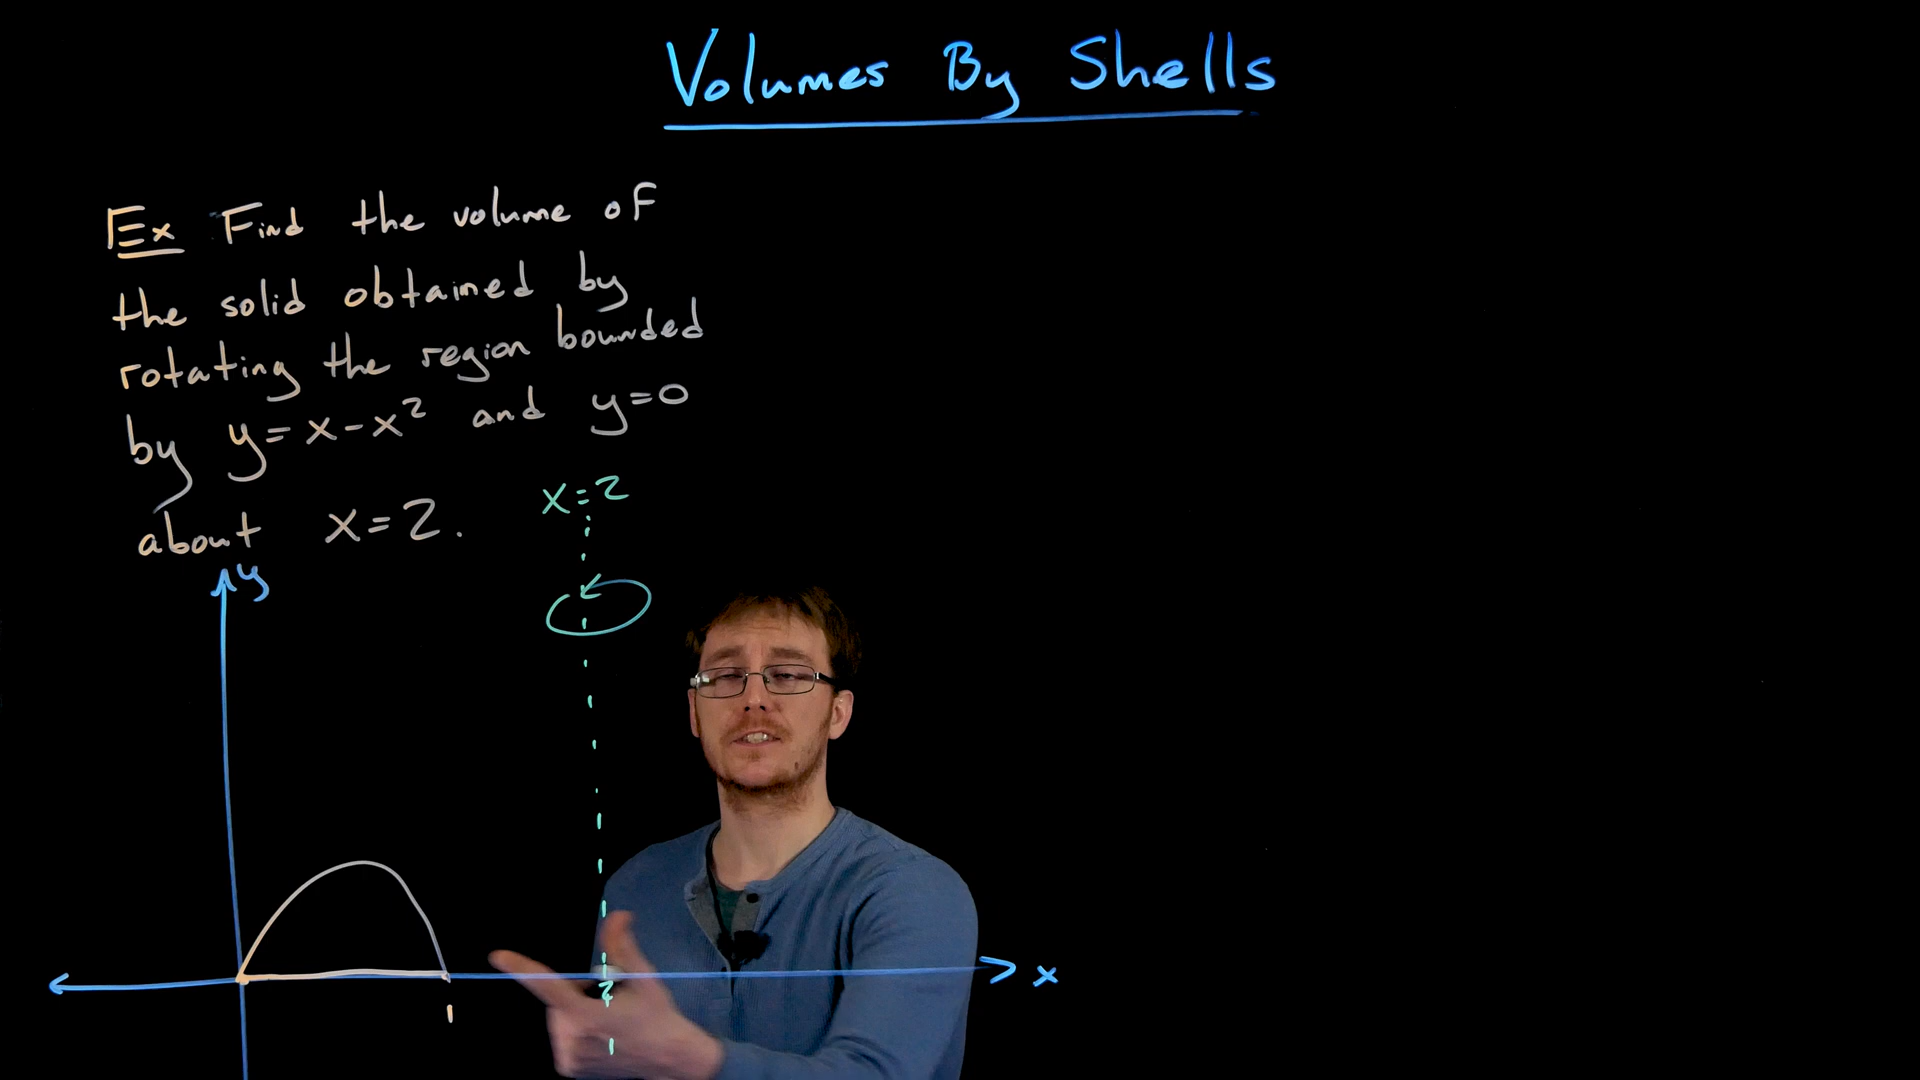 Volumes By Shells
Ex Find the volume of
the solid obtained by
rotating the region bounded
by y=x-x² and y=0
about x=2.
x=2
y
x
1
2